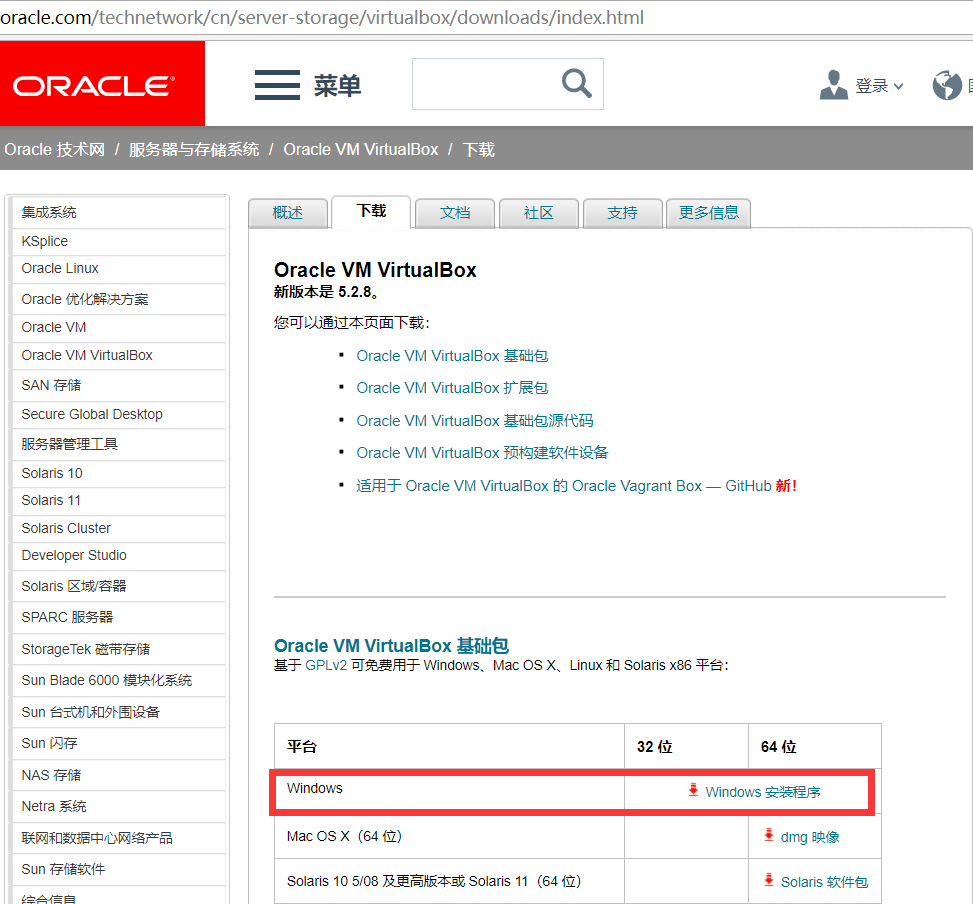 oracle.com/technetwork/cn/server-storage/virtualbox/downloads/index.html
ORACLE®
菜单
登录
Oracle 技术网 / 服务器与存储系统 / Oracle VM VirtualBox / 下载
集成系统
KSplice
Oracle Linux
Oracle 优化解决方案
Oracle VM
Oracle VM VirtualBox
SAN 存储
Secure Global Desktop
服务器管理工具
Solaris 10
Solaris 11
Solaris Cluster
Developer Studio
Solaris 区域/容器
SPARC 服务器
StorageTek 磁带存储
Sun Blade 6000 模块化系统
Sun 台式机和外围设备
Sun 闪存
NAS 存储
Netra 系统
联网和数据中心网络产品
Sun 存储软件
综合信息
概述 下载 文档 社区 支持 更多信息
Oracle VM VirtualBox
新版本是 5.2.8。
您可以通过本页面下载：
▪ Oracle VM VirtualBox 基础包
▪ Oracle VM VirtualBox 扩展包
▪ Oracle VM VirtualBox 基础包源代码
▪ Oracle VM VirtualBox 预构建软件设备
▪ 适用于 Oracle VM VirtualBox 的 Oracle Vagrant Box — GitHub 新！
Oracle VM VirtualBox 基础包
基于 GPLv2 可免费用于 Windows、Mac OS X、Linux 和 Solaris x86 平台：
平台 32 位 64 位
Windows Windows 安装程序
Mac OS X（64 位） dmg 映像
Solaris 10 5/08 及更高版本或 Solaris 11（64 位） Solaris 软件包